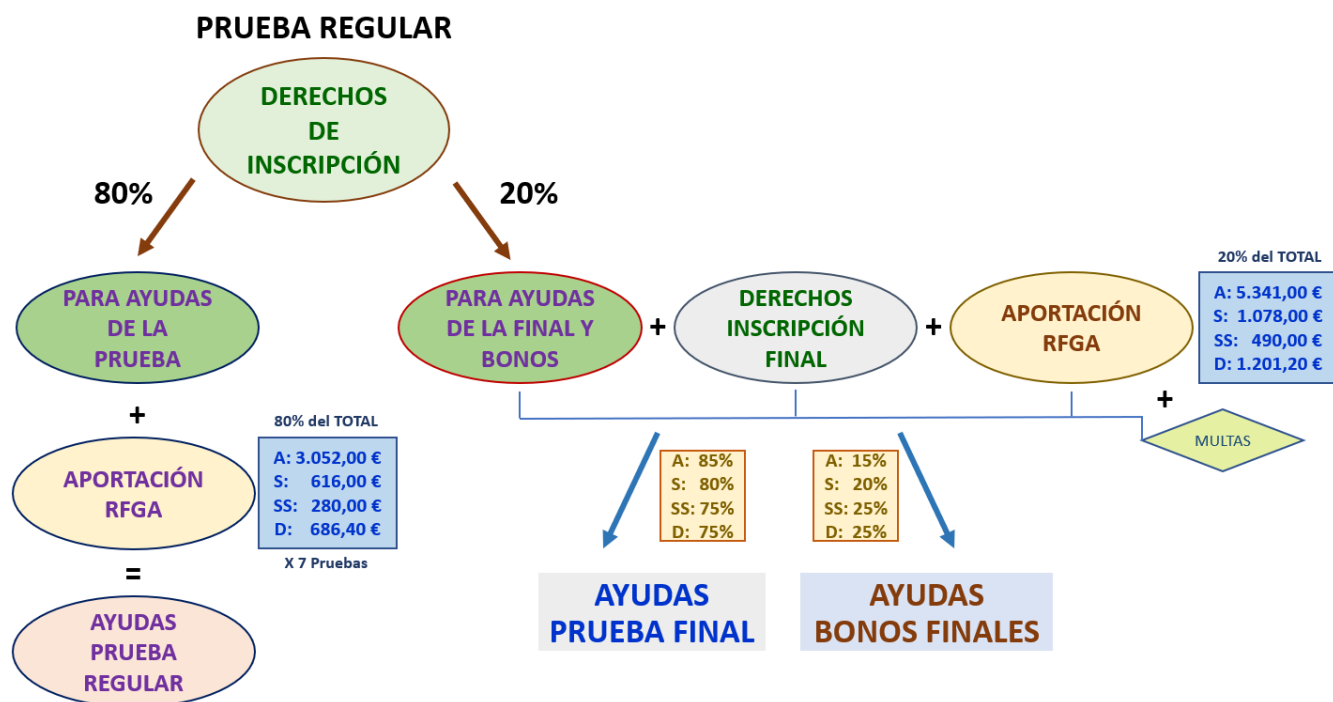 PRUEBA REGULAR
DERECHOS
DE
INSCRIPCIÓN
80%
20%
PARA AYUDAS
DE LA
PRUEBA
PARA AYUDAS
DE LA FINAL Y
BONOS
+
DERECHOS
INSCRIPCIÓN
FINAL
+
APORTACIÓN
RFGA
20% del TOTAL
A: 5.341,00 €
S: 1.078,00 €
SS: 490,00 €
D: 1.201,20 €
+
MULTAS
+
APORTACIÓN
RFGA
80% del TOTAL
A: 3.052,00 €
S: 616,00 €
SS: 280,00 €
D: 686,40 €
X 7 Pruebas
=
AYUDAS
PRUEBA
REGULAR
A: 85%
S: 80%
SS: 75%
D: 75%
A: 15%
S: 20%
SS: 25%
D: 25%
AYUDAS
PRUEBA FINAL
AYUDAS
BONOS FINALES